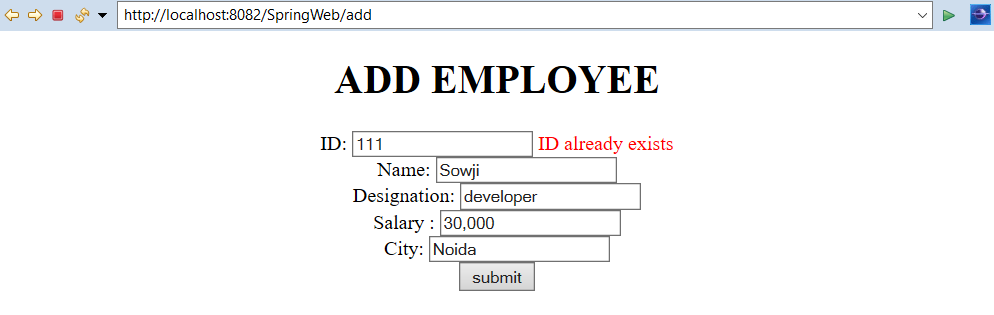 http://localhost:8082/SpringWeb/add
ADD EMPLOYEE
ID: 111 ID already exists
Name: Sowji
Designation: developer
Salary : 30,000
City: Noida
submit